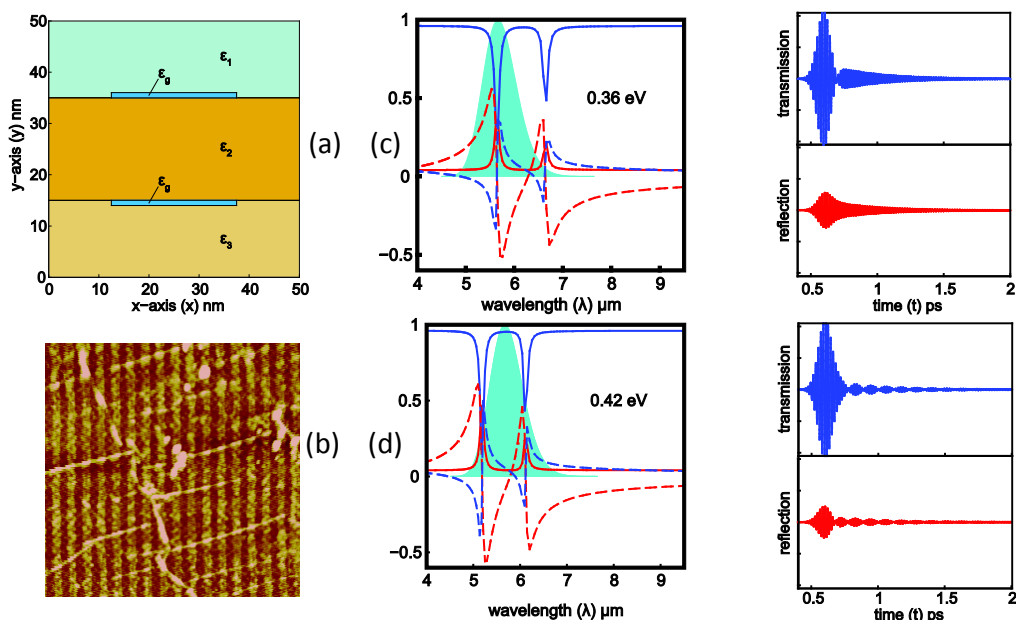 50
40
30
20
10
0
y-axis (y) nm
ε1
εg
ε2
εg
ε3
0 10 20 30 40 50
x-axis (x) nm
(a)
(b)
(c)
1
0.5
0
−0.5
0.36 eV
4 5 6 7 8 9
wavelength (λ) μm
(d)
1
0.5
0
−0.5
0.42 eV
4 5 6 7 8 9
wavelength (λ) μm
transmission
reflection
0.5 1 1.5 2
time (t) ps
transmission
reflection
0.5 1 1.5 2
time (t) ps